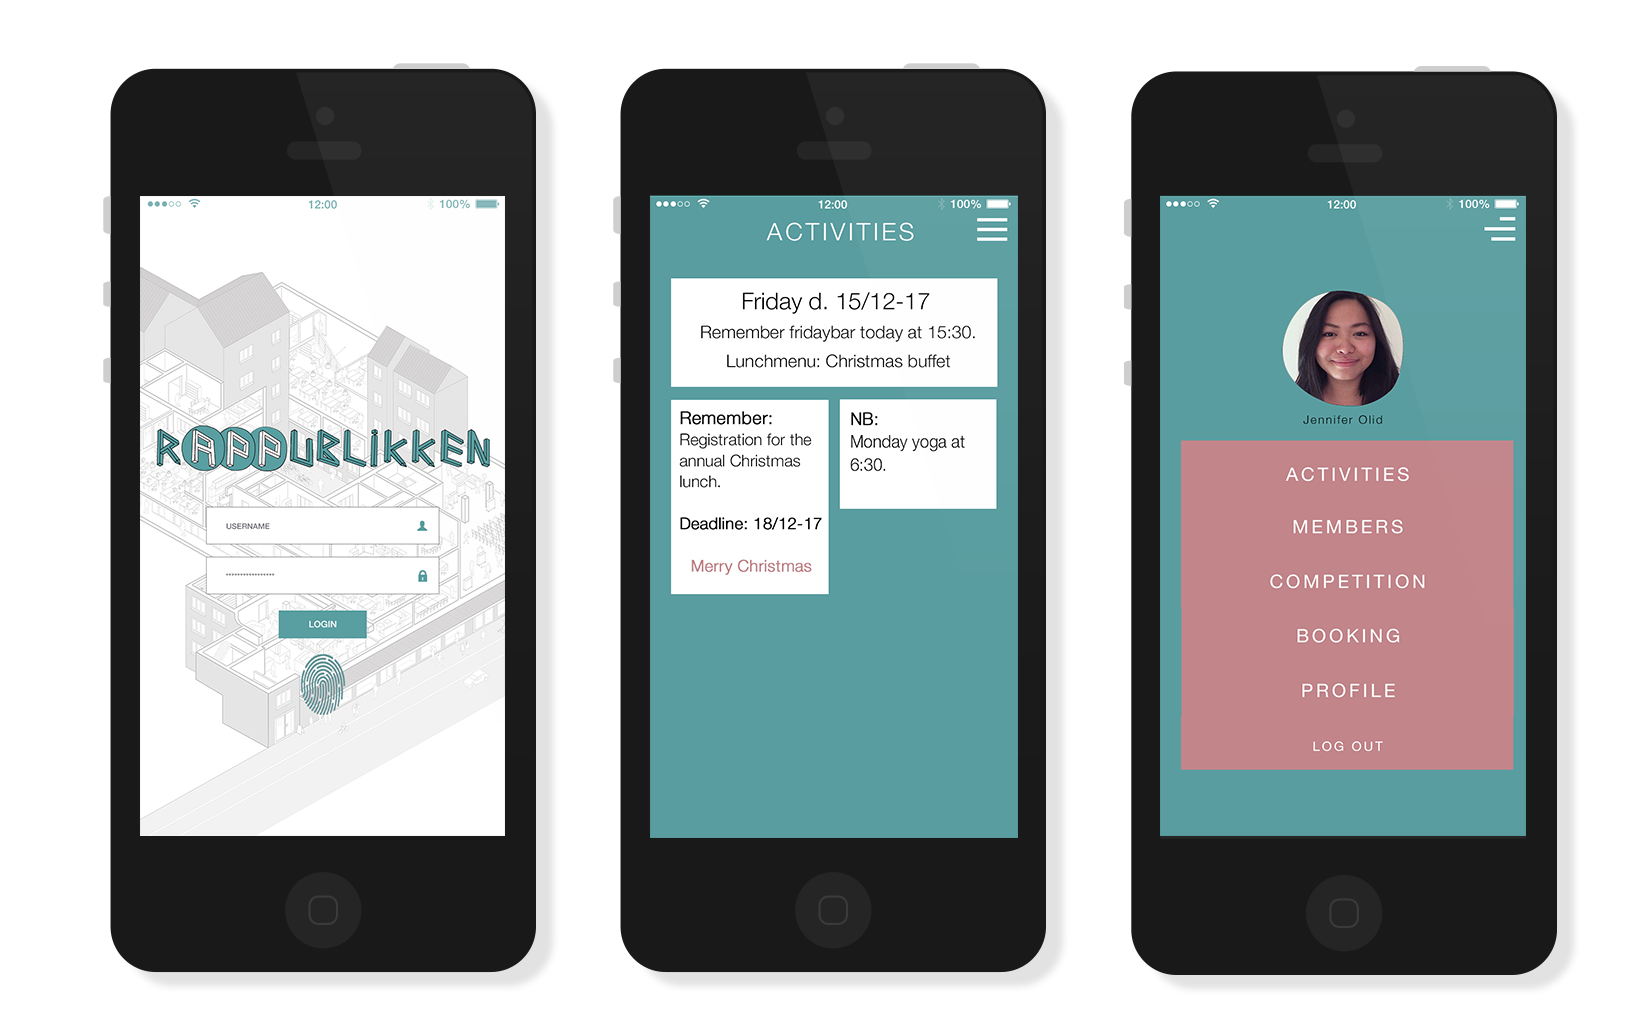 12:00
100%
RAPPUBLIKKEN
USERNAME
LOGIN
12:00
100%
ACTIVITIES
Friday d. 15/12-17
Remember fridaybar today at 15:30.
Lunchmenu: Christmas buffet
Remember:
Registration for the
annual Christmas
lunch.
Deadline: 18/12-17
Merry Christmas
NB:
Monday yoga at
6:30.
12:00
100%
Jennifer Olid
ACTIVITIES
MEMBERS
COMPETITION
BOOKING
PROFILE
LOG OUT